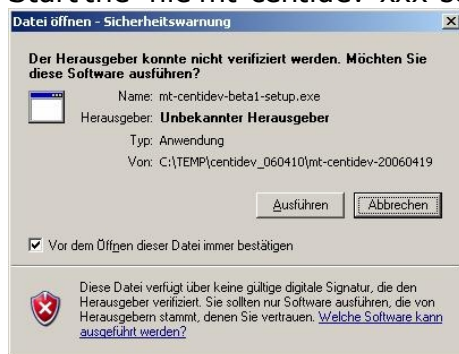 Datei öffnen - Sicherheitswarnung
Der Herausgeber konnte nicht verifiziert werden. Möchten Sie
diese Software ausführen?
Name: mt-centidev-beta1-setup.exe
Herausgeber: Unbekannter Herausgeber
Typ: Anwendung
Von: C:\TEMP\centidev_060410\mt-centidev-20060419
Ausführen Abbrechen
Vor dem Öffnen dieser Datei immer bestätigen
Diese Datei verfügt über keine gültige digitale Signatur, die den
Herausgeber verifiziert. Sie sollten nur Software ausführen, die von
Herausgebern stammt, denen Sie vertrauen. Welche Software kann
ausgeführt werden?